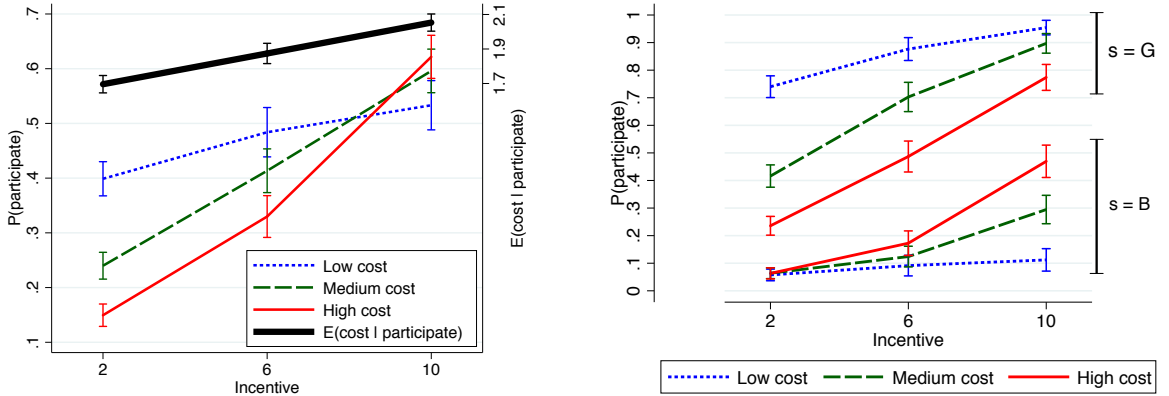 .7
.6
.5
.4
.3
.2
.1
P(participate)
2.1
1.9
1.7
E(cost | participate)
Low cost
Medium cost
High cost
E(cost | participate)
2
6
10
Incentive
1
.9
.8
.7
.6
.5
.4
.3
.2
.1
0
P(participate)
s = G
s = B
2
6
10
Incentive
Low cost Medium cost High cost